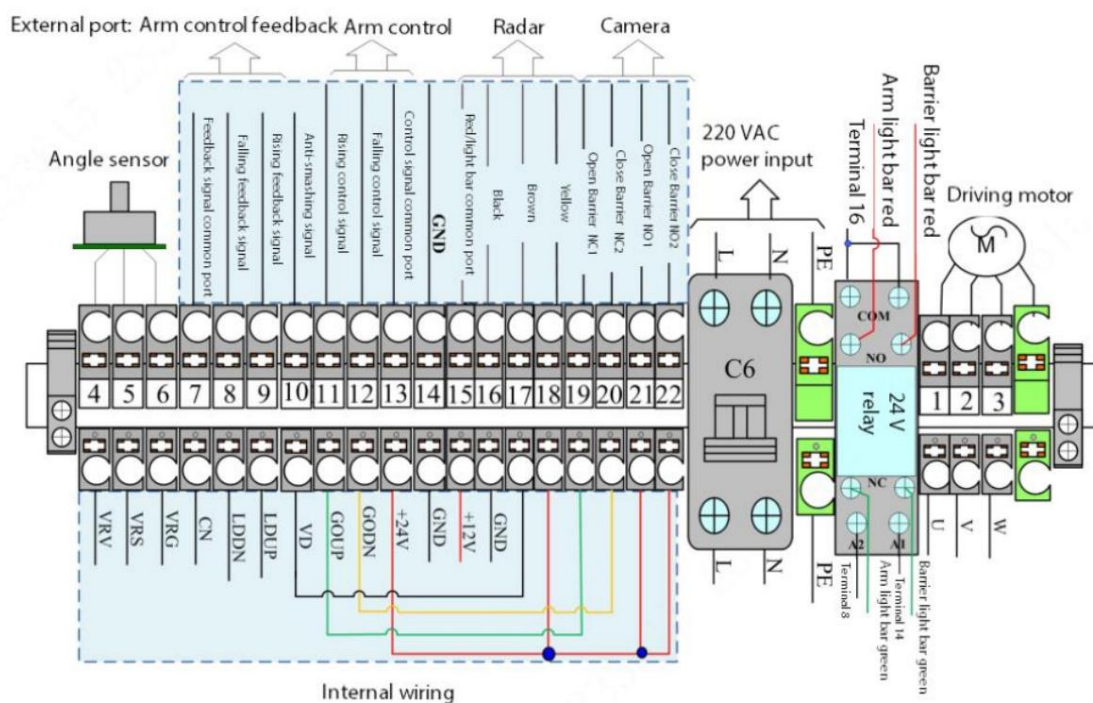 External port: Arm control feedback
Arm control
Radar
Camera
Angle sensor
Feedback signal common port
Falling feedback signal
Rising feedback signal
Anti-smashing signal
Rising control signal
Falling control signal
Control signal common port
GND
Red/light bar common port
Black
Brown
Yellow
Open Barrier NC1
Close Barrier NC2
Open Barrier NO1
Close Barrier NO2
220 VAC
power input
Terminal 16
Arm light bar red
Barrier light bar red
Driving motor
M
L
N
PE
COM
NO
C6
24V
relay
4 5 6 7 8 9 10 11 12 13 14 15 16 17 18 19 20 21 22
1 2 3
NC
A2
A1
VRV
VRS
VRG
CN
LDDN
LDUP
VD
GOUP
GODN
+24V
GND
+12V
GND
L
N
PE
Terminal 8
Arm light bar green
Terminal 14
Barrier light bar green
U
V
W
Internal wiring